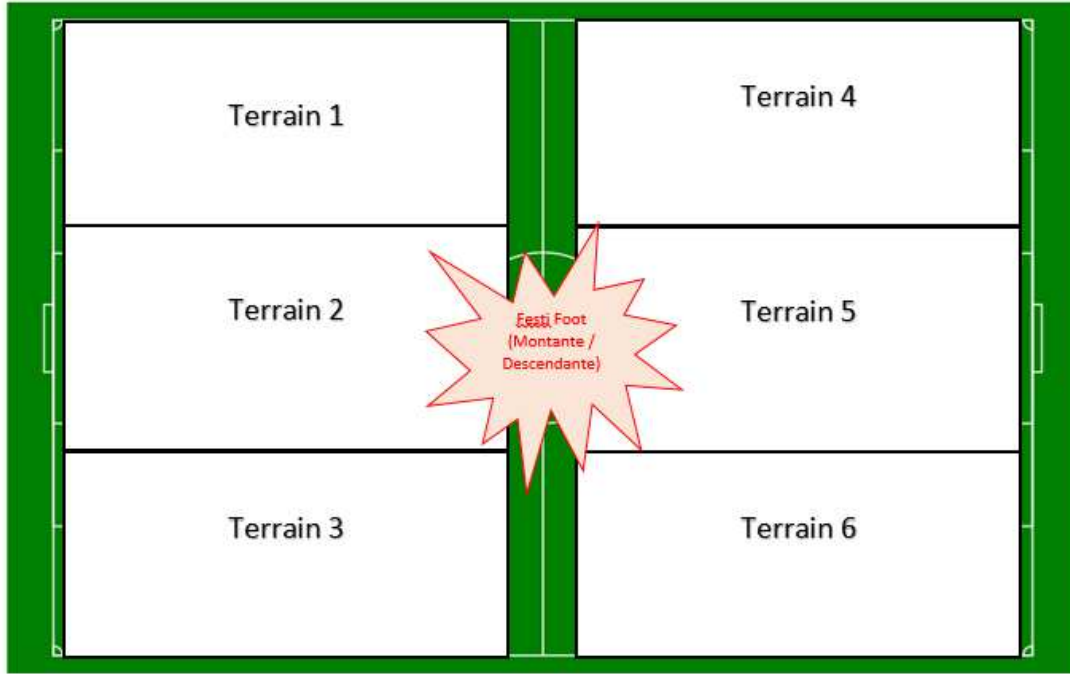 Terrain 1
Terrain 4
Terrain 2
Festi Foot
(Montante /
Descendante)
Terrain 5
Terrain 3
Terrain 6